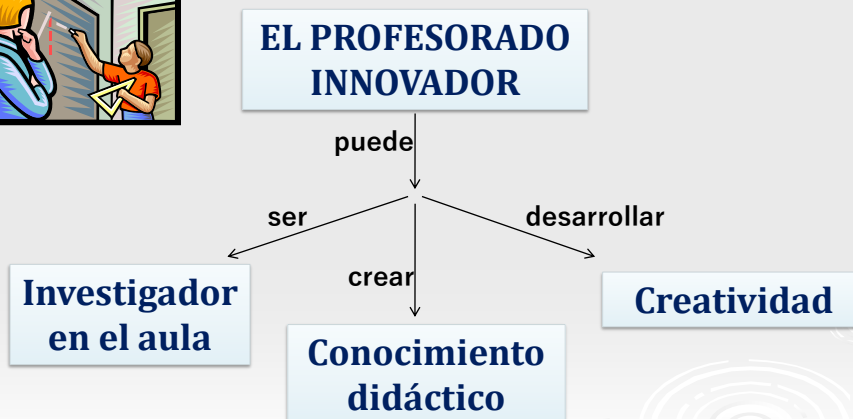 EL PROFESORADO
INNOVADOR
puede
ser
desarrollar
crear
Investigador
en el aula
Creatividad
Conocimiento
didáctico